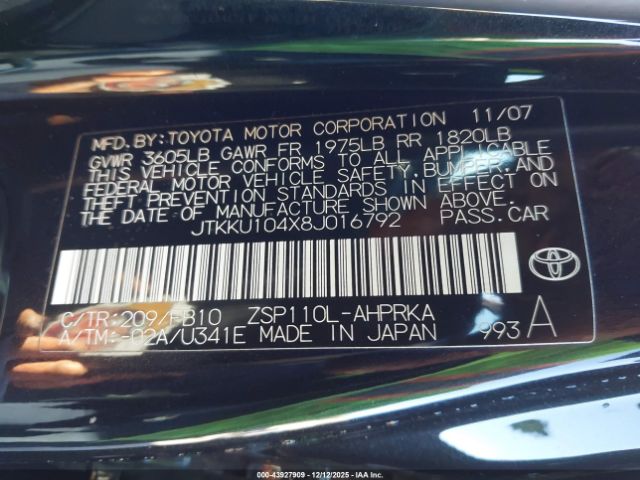 MFD. BY: TOYOTA MOTOR CORPORATION 11/07
GVWR 3605LB GAWR FR 1975LB RR 1820LB
THIS VEHICLE CONFORMS TO ALL APPLICABLE
FEDERAL MOTOR VEHICLE SAFETY, BUMPER, AND
THEFT PREVENTION STANDARDS IN EFFECT ON
THE DATE OF MANUFACTURE SHOWN ABOVE.
JTKKU104X8J016792 PASS. CAR
C/TR: 209/FB10 ZSP110L-AHPRKA
A/TM: -02A/U341E MADE IN JAPAN 993 A
000-43927909 - 12/12/2025 - IAAI.COM